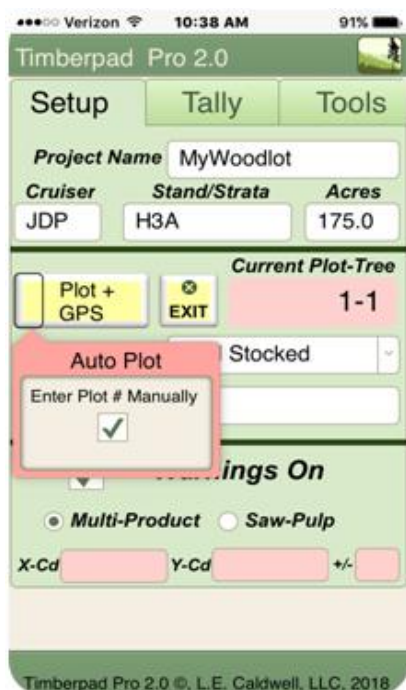 Verizon 10:38 AM 91%
Timberpad Pro 2.0
Setup Tally Tools
Project Name MyWoodlot
Cruiser Stand/Strata Acres
JDP H3A 175.0
Current Plot-Tree
Plot + GPS EXIT 1-1
Auto Plot Stocked
Enter Plot # Manually
On
Multi-Product Saw-Pulp
X-Cd Y-Cd +/-
Timberpad Pro 2.0 ©, L.E. Caldwell, LLC, 2018